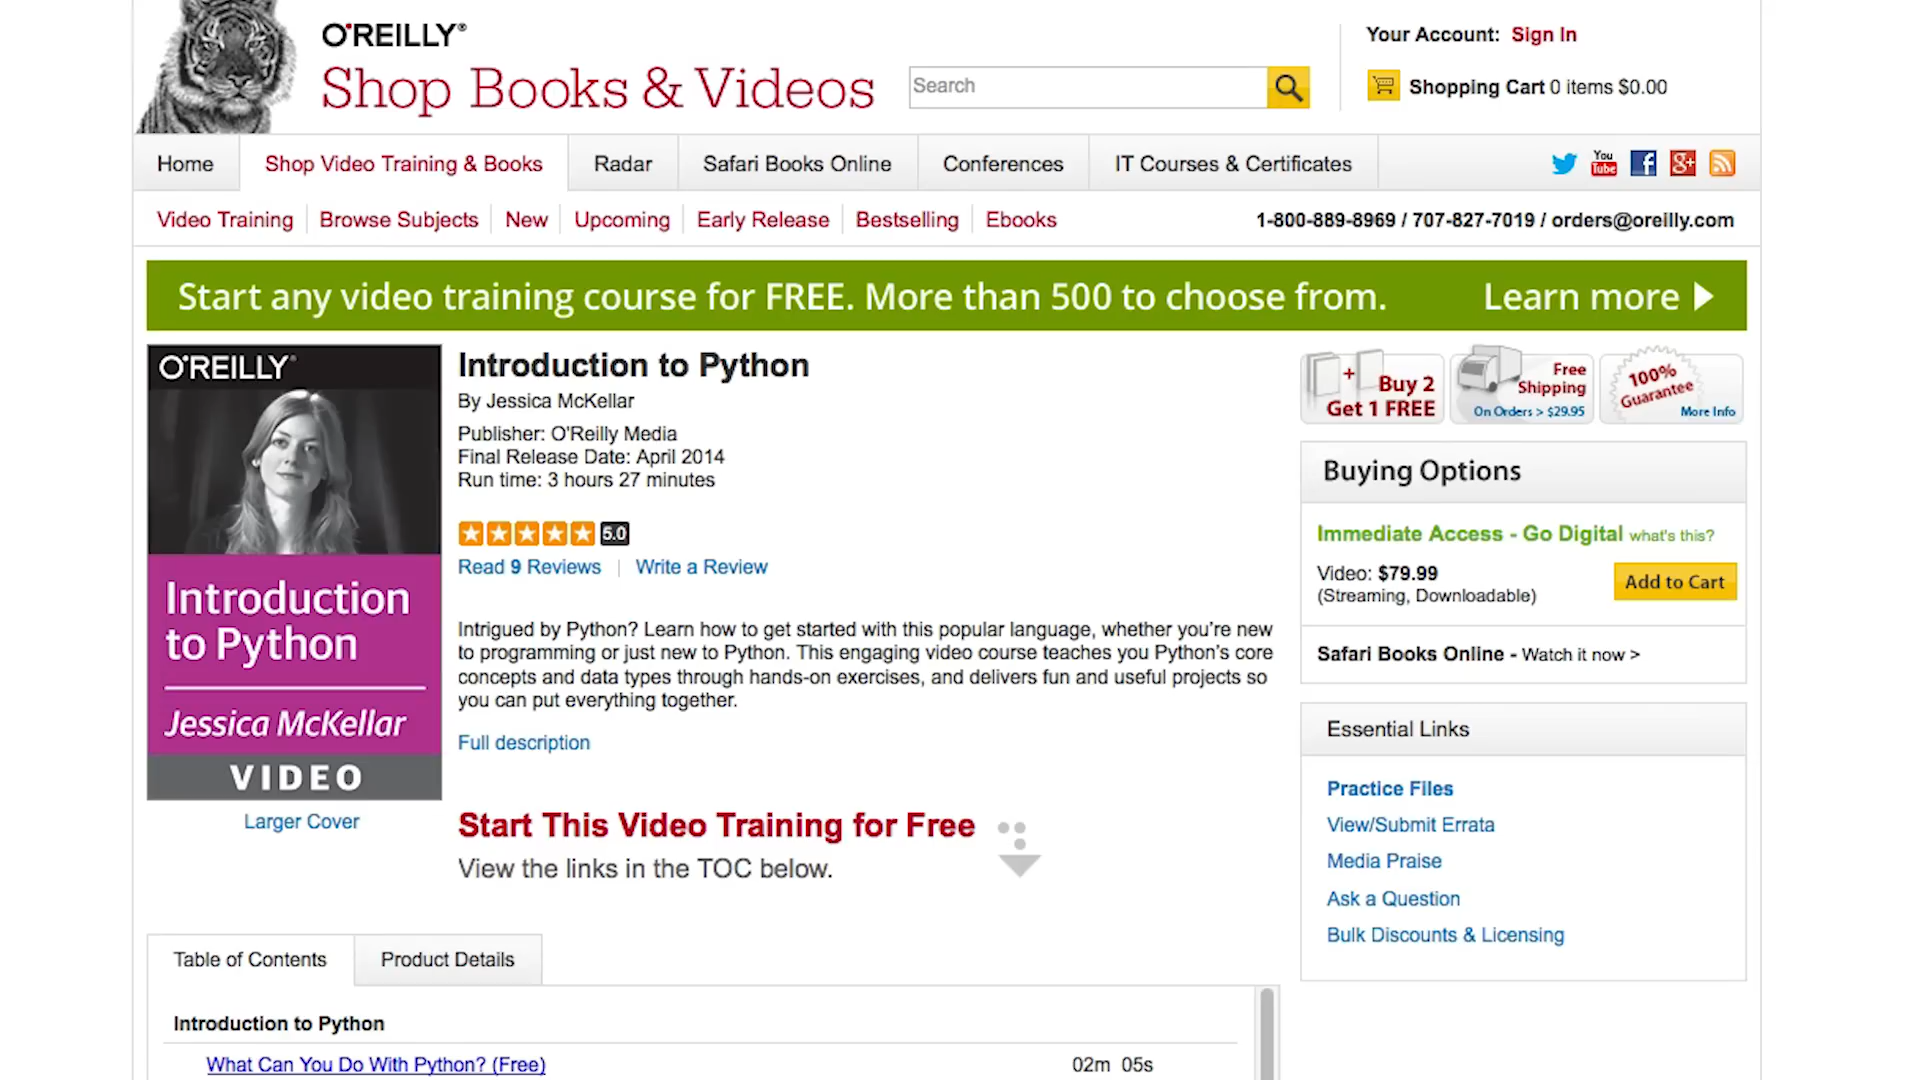 O'REILLY®
Shop Books & Videos
Search
Your Account: Sign In
Shopping Cart 0 items $0.00
Home
Shop Video Training & Books
Radar
Safari Books Online
Conferences
IT Courses & Certificates
You Tube
Video Training
Browse Subjects
New
Upcoming
Early Release
Bestselling
Ebooks
1-800-889-8969 / 707-827-7019 / orders@oreilly.com
Start any video training course for FREE. More than 500 to choose from.
Learn more
O'REILLY®
Introduction
to Python
Jessica McKellar
VIDEO
Larger Cover
Introduction to Python
By Jessica McKellar
Publisher: O'Reilly Media
Final Release Date: April 2014
Run time: 3 hours 27 minutes
5.0
Read 9 Reviews
Write a Review
Intrigued by Python? Learn how to get started with this popular language, whether you're new
to programming or just new to Python. This engaging video course teaches you Python's core
concepts and data types through hands-on exercises, and delivers fun and useful projects so
you can put everything together.
Full description
Start This Video Training for Free
View the links in the TOC below.
+ Buy 2
Get 1 FREE
Free
Shipping
On Orders > $29.95
100%
Guarantee
More Info
Buying Options
Immediate Access - Go Digital what's this?
Video: $79.99
(Streaming, Downloadable)
Add to Cart
Safari Books Online - Watch it now >
Essential Links
Practice Files
View/Submit Errata
Media Praise
Ask a Question
Bulk Discounts & Licensing
Table of Contents
Product Details
Introduction to Python
What Can You Do With Python? (Free)
02m 05s